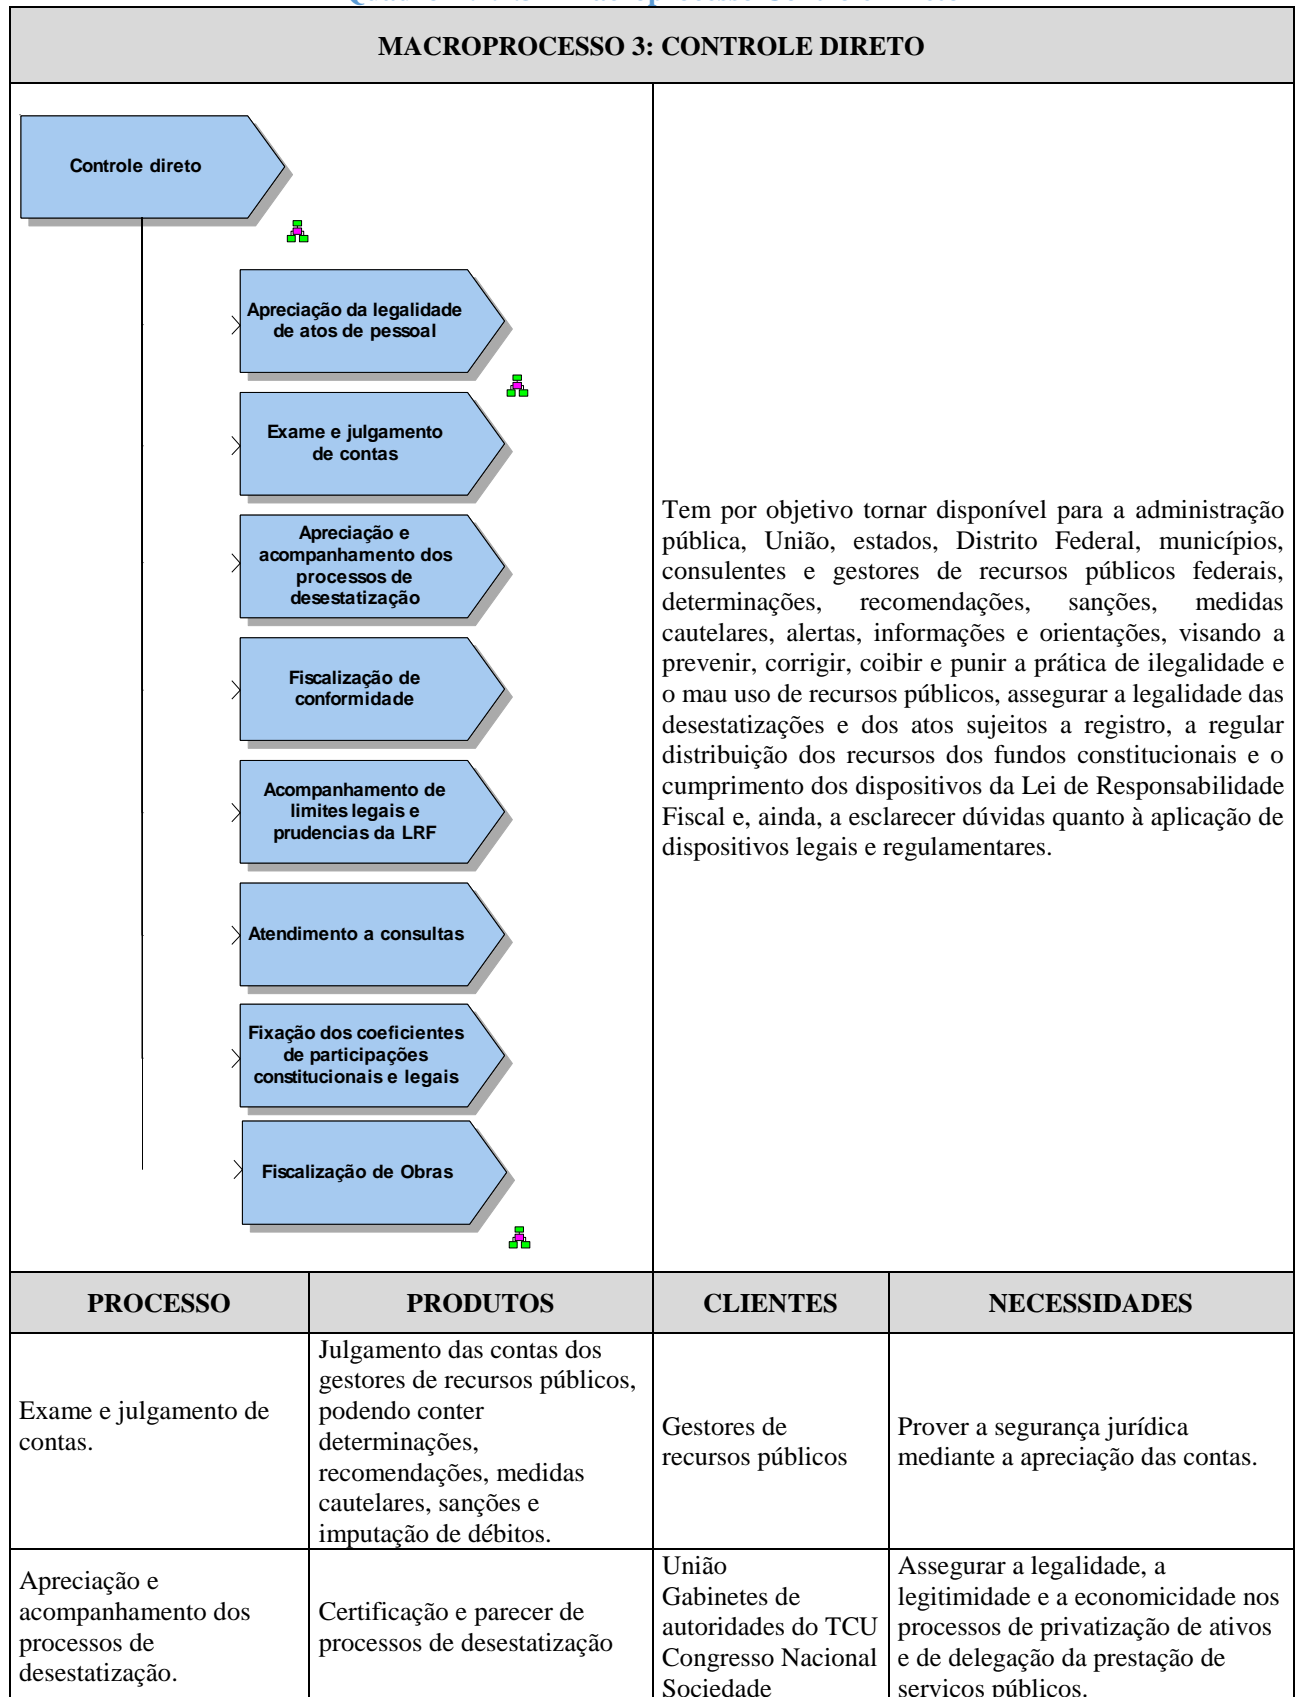 MACROPROCESSO 3: CONTROLE DIRETO
Controle direto
Apreciação da legalidade
de atos de pessoal
Exame e julgamento
de contas
Apreciação e
acompanhamento dos
processos de
desestatização
Fiscalização de
conformidade
Acompanhamento de
limites legais e
prudencias da LRF
Atendimento a consultas
Fixação dos coeficientes
de participações
constitucionais e legais
Fiscalização de Obras
Tem por objetivo tornar disponível para a administração
pública, União, estados, Distrito Federal, municípios,
consulentes e gestores de recursos públicos federais,
determinações, recomendações, sanções, medidas
cautelares, alertas, informações e orientações, visando a
prevenir, corrigir, coibir e punir a prática de ilegalidade e
o mau uso de recursos públicos, assegurar a legalidade das
desestatizações e dos atos sujeitos a registro, a regular
distribuição dos recursos dos fundos constitucionais e o
cumprimento dos dispositivos da Lei de Responsabilidade
Fiscal e, ainda, a esclarecer dúvidas quanto à aplicação de
dispositivos legais e regulamentares.
PROCESSO
PRODUTOS
CLIENTES
NECESSIDADES
Exame e julgamento de
contas.
Julgamento das contas dos
gestores de recursos públicos,
podendo conter
determinações,
recomendações, medidas
cautelares, sanções e
imputação de débitos.
Gestores de
recursos públicos
Prover a segurança jurídica
mediante a apreciação das contas.
Apreciação e
acompanhamento dos
processos de
desestatização.
Certificação e parecer de
processos de desestatização
União
Gabinetes de
autoridades do TCU
Congresso Nacional
Sociedade
Assegurar a legalidade, a
legitimidade e a economicidade nos
processos de privatização de ativos
e de delegação da prestação de
serviços públicos.